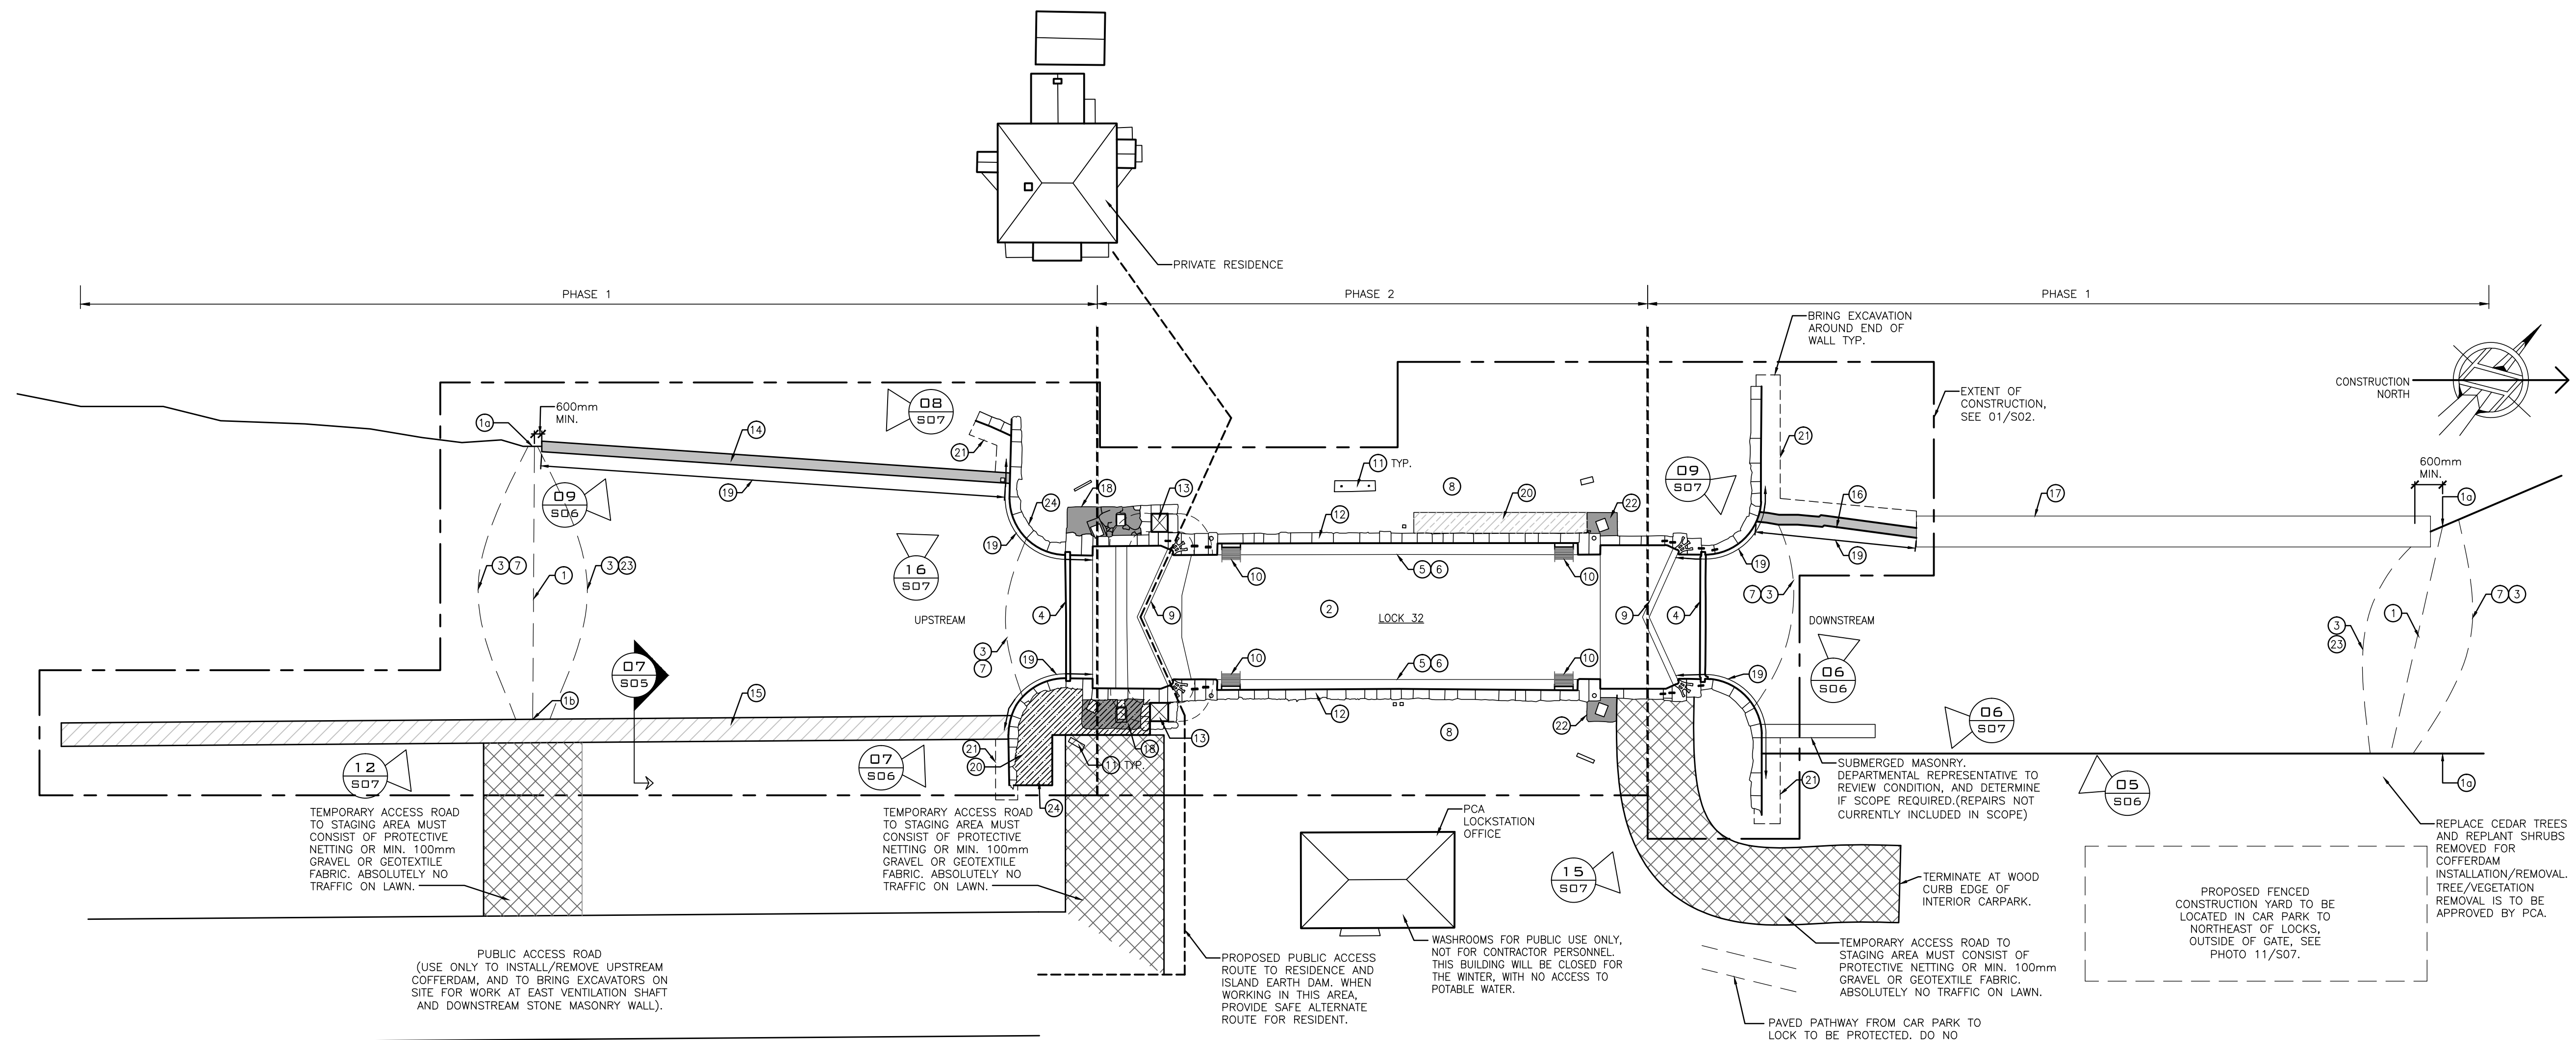 PRIVATE RESIDENCE
PHASE 1
PHASE 2
PHASE 1
BRING EXCAVATION
AROUND END OF
WALL TYP.
CONSTRUCTION
NORTH
EXTENT OF
CONSTRUCTION,
SEE 01/S02.
600mm
MIN.
1a
08
S07
14
21
19
09
S06
24
18
13
11 TYP.
8
20
22
12
09
S07
21
16
17
600mm
MIN.
1a
19
19
19
10
5 6
10
3 7
1
3 23
16
S07
UPSTREAM
4
9
2
LOCK 32
9
4
7 3
DOWNSTREAM
1
7 3
3
23
3
7
19
10
5 6
10
19
06
S06
07
S05
1b
15
12
8
22
06
S07
21
20
18
13
11 TYP.
24
12
S07
07
S06
SUBMERGED MASONRY.
DEPARTMENTAL REPRESENTATIVE TO
REVIEW CONDITION, AND DETERMINE
IF SCOPE REQUIRED.(REPAIRS NOT
CURRENTLY INCLUDED IN SCOPE)
21
05
S06
1a
TEMPORARY ACCESS ROAD
TO STAGING AREA MUST
CONSIST OF PROTECTIVE
NETTING OR MIN. 100mm
GRAVEL OR GEOTEXTILE
FABRIC. ABSOLUTELY NO
TRAFFIC ON LAWN.
TEMPORARY ACCESS ROAD
TO STAGING AREA MUST
CONSIST OF PROTECTIVE
NETTING OR MIN. 100mm
GRAVEL OR GEOTEXTILE
FABRIC. ABSOLUTELY NO
TRAFFIC ON LAWN.
PCA
LOCKSTATION
OFFICE
15
S07
REPLACE CEDAR TREES
AND REPLANT SHRUBS
REMOVED FOR
COFFERDAM
INSTALLATION/REMOVAL.
TREE/VEGETATION
REMOVAL IS TO BE
APPROVED BY PCA.
TERMINATE AT WOOD
CURB EDGE OF
INTERIOR CARPARK.
PROPOSED FENCED
CONSTRUCTION YARD TO BE
LOCATED IN CAR PARK TO
NORTHEAST OF LOCKS,
OUTSIDE OF GATE, SEE
PHOTO 11/S07.
PUBLIC ACCESS ROAD
(USE ONLY TO INSTALL/REMOVE UPSTREAM
COFFERDAM, AND TO BRING EXCAVATORS ON
SITE FOR WORK AT EAST VENTILATION SHAFT
AND DOWNSTREAM STONE MASONRY WALL).
PROPOSED PUBLIC ACCESS
ROUTE TO RESIDENCE AND
ISLAND EARTH DAM. WHEN
WORKING IN THIS AREA,
PROVIDE SAFE ALTERNATE
ROUTE FOR RESIDENT.
WASHROOMS FOR PUBLIC USE ONLY,
NOT FOR CONTRACTOR PERSONNEL.
THIS BUILDING WILL BE CLOSED FOR
THE WINTER, WITH NO ACCESS TO
POTABLE WATER.
TEMPORARY ACCESS ROAD TO
STAGING AREA MUST CONSIST OF
PROTECTIVE NETTING OR MIN. 100mm
GRAVEL OR GEOTEXTILE FABRIC.
ABSOLUTELY NO TRAFFIC ON LAWN.
PAVED PATHWAY FROM CAR PARK TO
LOCK TO BE PROTECTED. DO NO